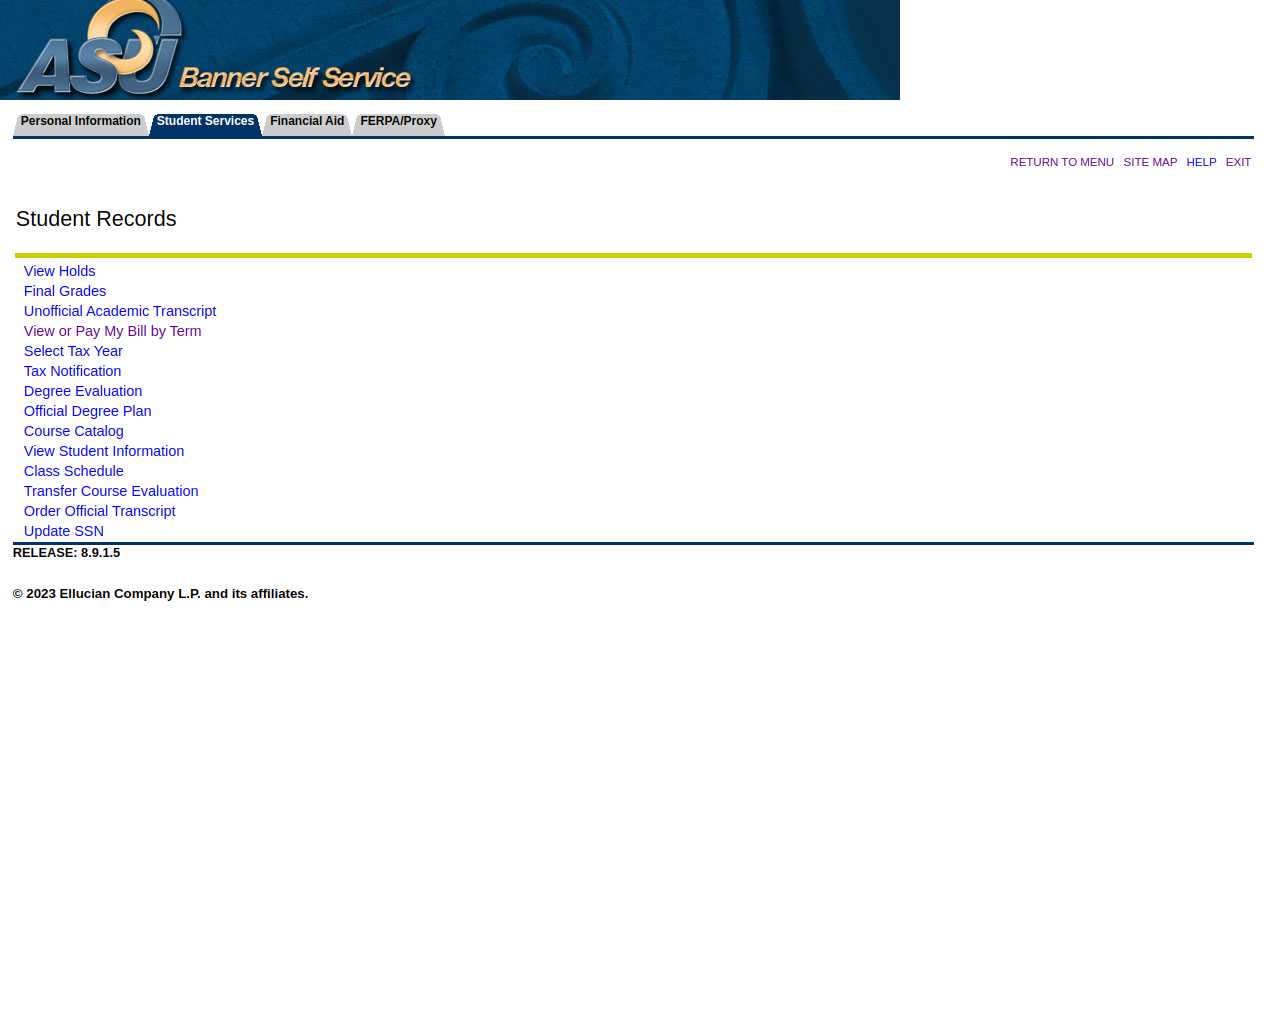 ASU Banner Self Service
Personal Information Student Services Financial Aid FERPA/Proxy
RETURN TO MENU SITE MAP HELP EXIT
Student Records
View Holds
Final Grades
Unofficial Academic Transcript
View or Pay My Bill by Term
Select Tax Year
Tax Notification
Degree Evaluation
Official Degree Plan
Course Catalog
View Student Information
Class Schedule
Transfer Course Evaluation
Order Official Transcript
Update SSN
RELEASE: 8.9.1.5
© 2023 Ellucian Company L.P. and its affiliates.